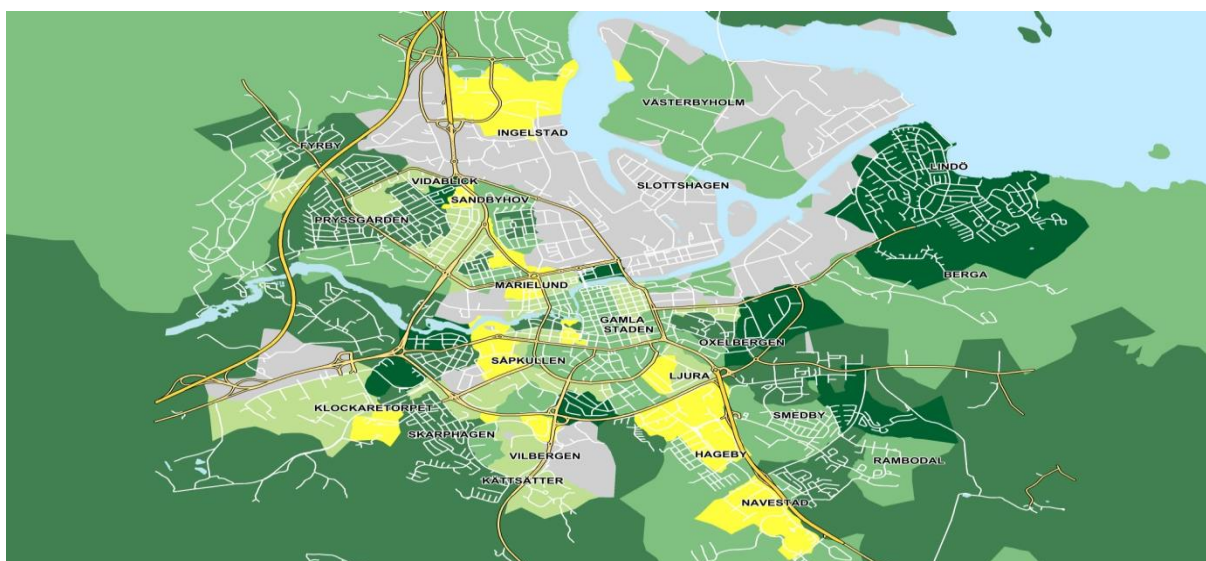 VÄSTERBYHOLM
INGELSTAD
FYRBY
LINDÖ
VIDABLICK
SLOTTSHAGEN
SANDBYHOV
PRYSSGÅRDEN
BERGA
MARIELUND
GAMLA
STADEN
OXELBERGEN
SÅPKULLEN
LJURA
KLOCKARETORPET
SMEDBY
SKARPHAGEN
VILBERGEN
HAGEBY
RAMBODAL
KÄTTSÄTTER
NAVESTAD